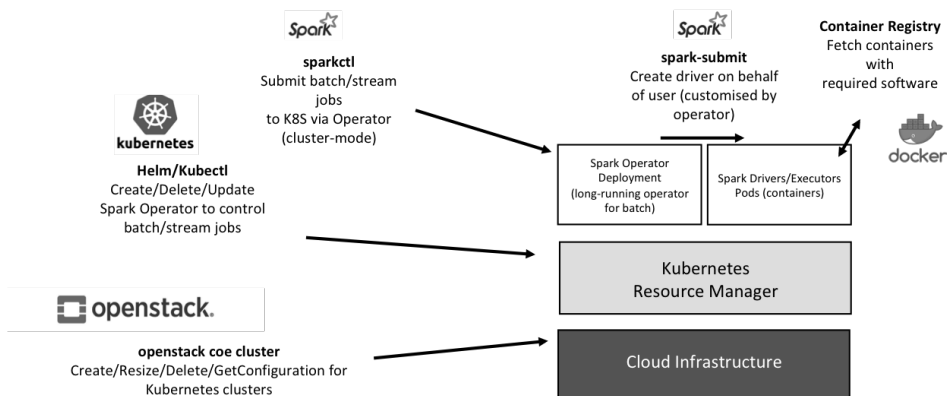 Spark
sparkctl
Submit batch/stream
jobs
to K8S via Operator
(cluster-mode)
Spark
spark-submit
Create driver on behalf
of user (customised by
operator)
Container Registry
Fetch containers
with
required software
docker
kubernetes
Helm/Kubectl
Create/Delete/Update
Spark Operator to control
batch/stream jobs
Spark Operator
Deployment
(long-running operator
for batch)
Spark Drivers/Executors
Pods (containers)
Kubernetes
Resource Manager
openstack.
openstack coe cluster
Create/Resize/Delete/GetConfiguration for
Kubernetes clusters
Cloud Infrastructure